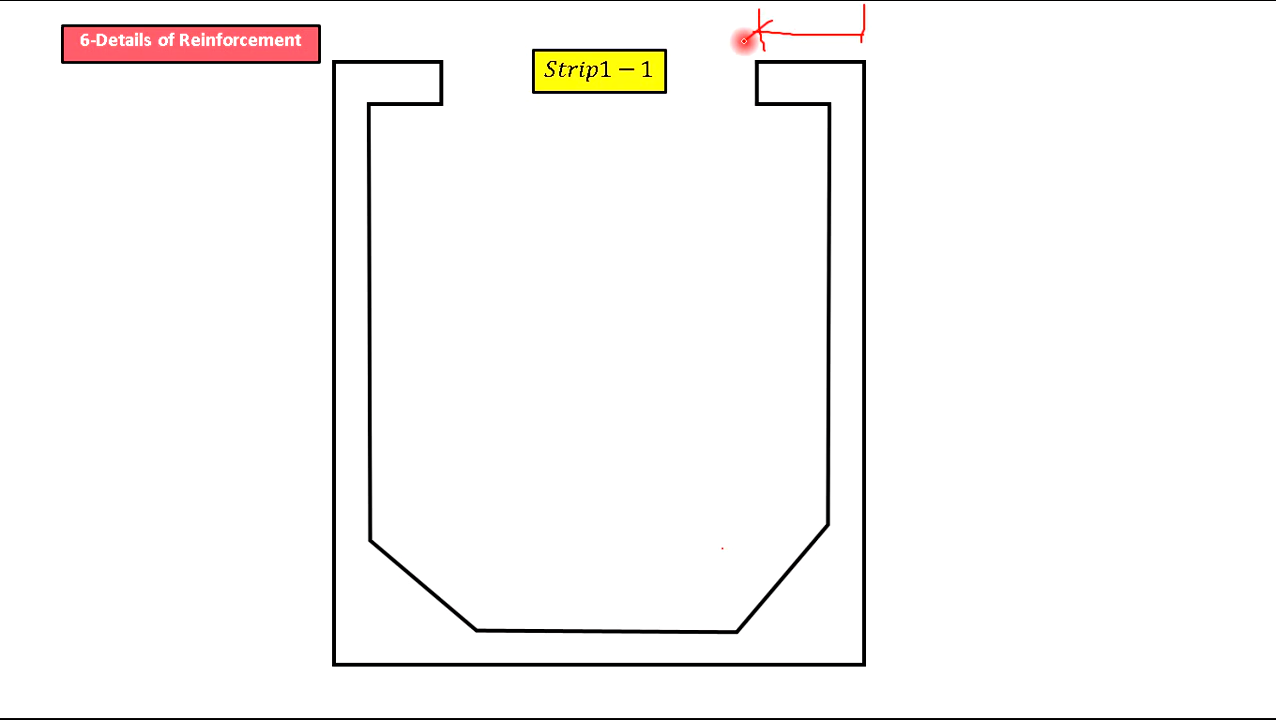 6-Details of Reinforcement
Strip1 − 1